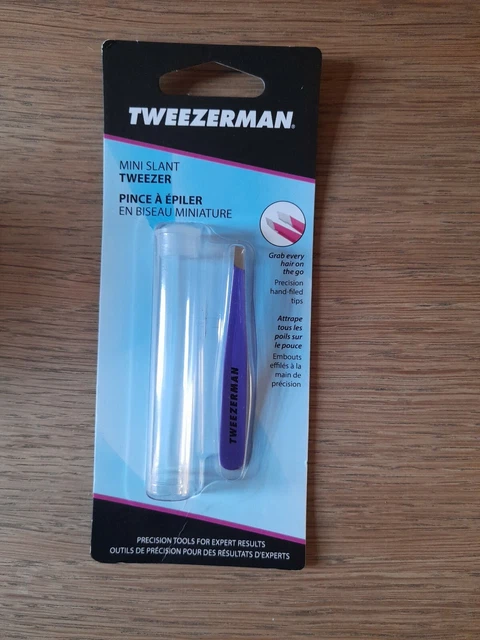 TWEEZERMAN®
MINI SLANT
TWEEZER
PINCE À ÉPILER
EN BISEAU MINIATURE
Grab every
hair on
the go
Precision
hand-filed
tips
Attrape
tous les
poils sur
le pouce
Embouts
effilés à la
main de
précision
TWEEZERMAN
PRECISION TOOLS FOR EXPERT RESULTS
OUTILS DE PRÉCISION POUR DES RÉSULTATS D'EXPERTS